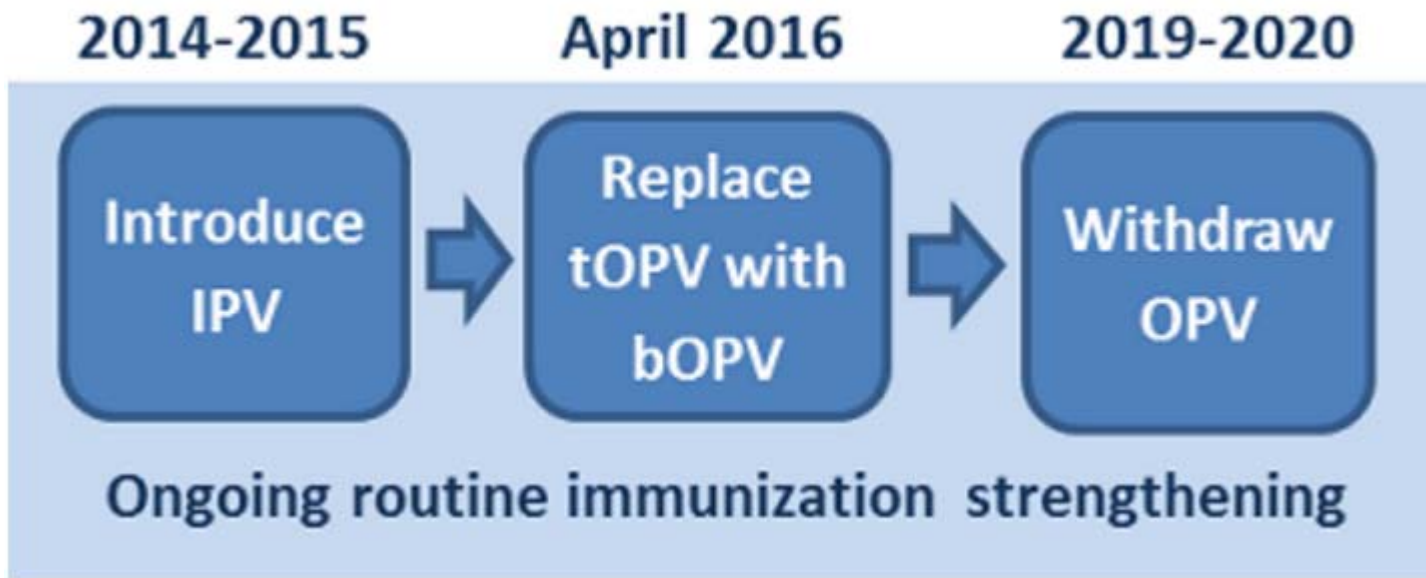 2014-2015
April 2016
2019-2020
Introduce
IPV
Replace
tOPV with
bOPV
Withdraw
OPV
Ongoing routine immunization strengthening